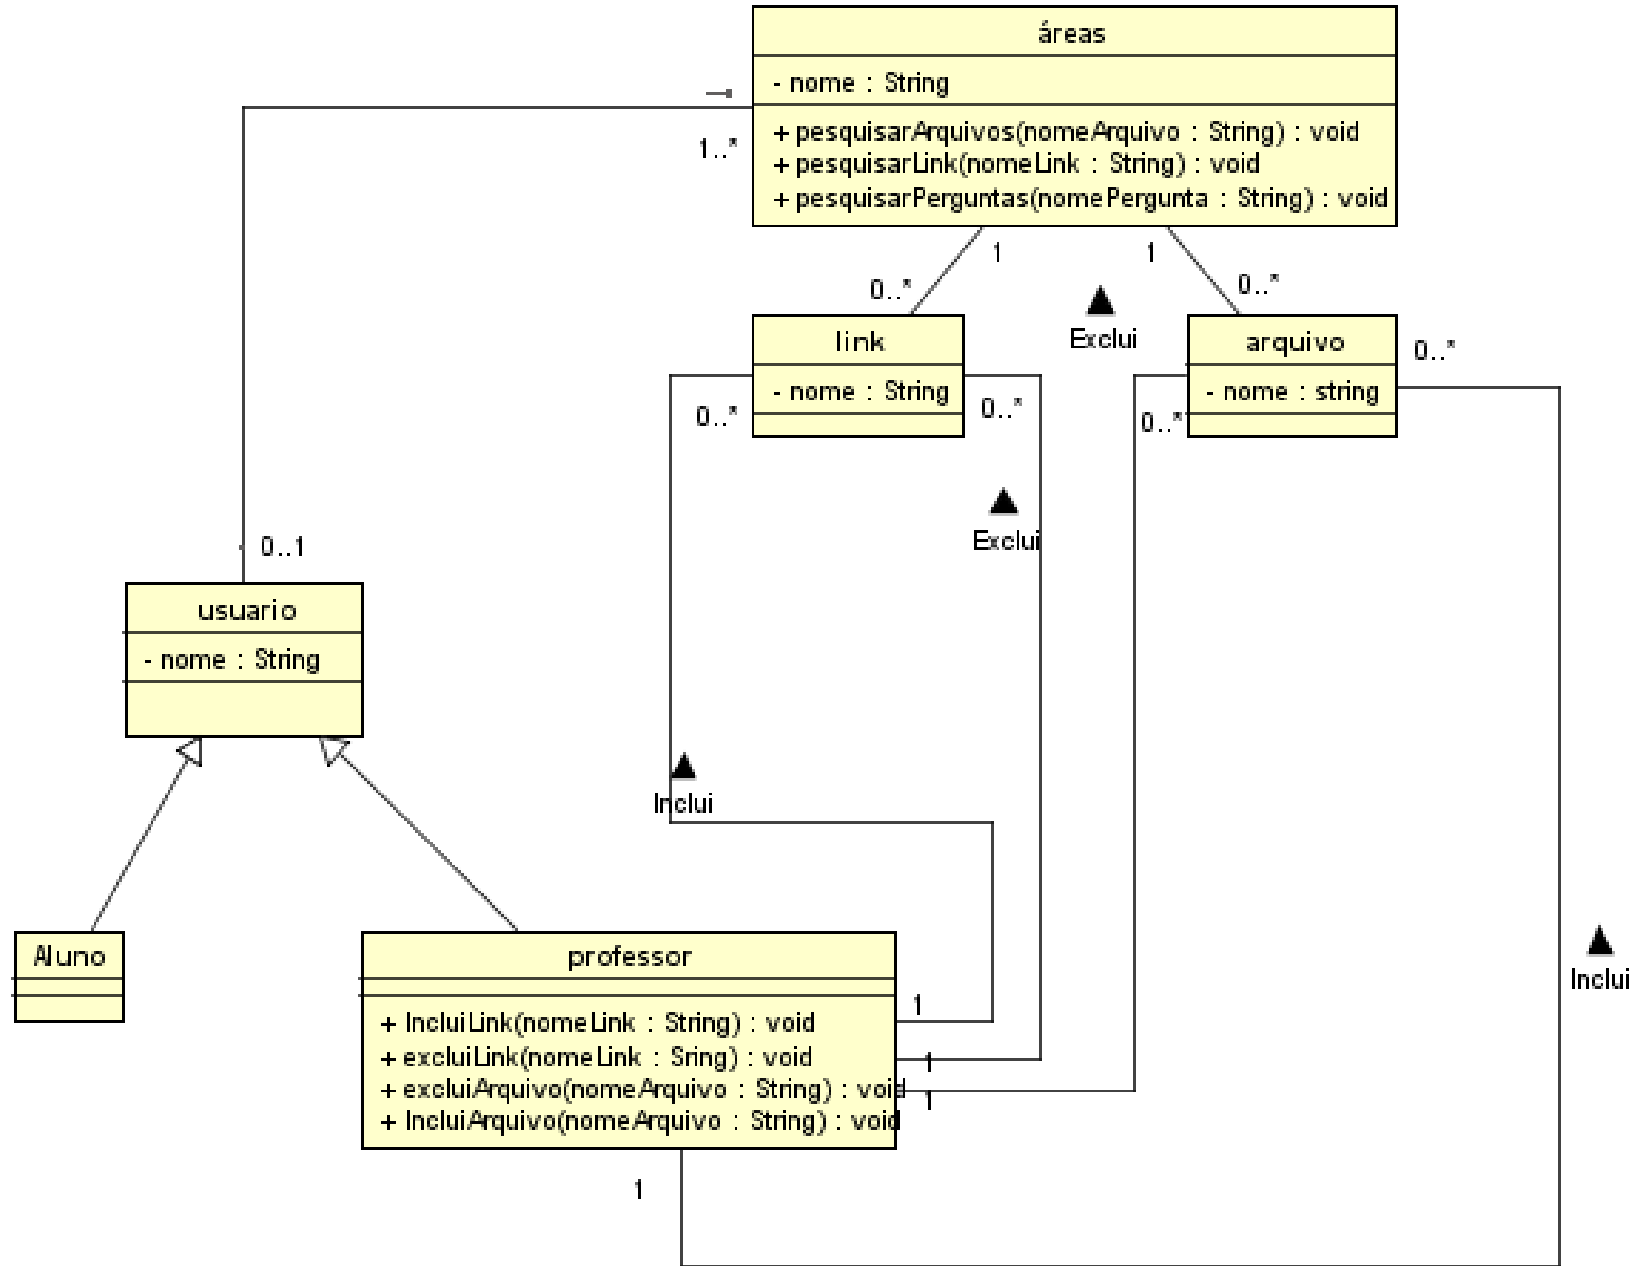 áreas
- nome : String
+ pesquisarArquivos(nomeArquivo : String) : void
+ pesquisarLink(nomeLink : String) : void
+ pesquisarPerguntas(nomePergunta : String) : void
1..*
1
1
0..*
0..*
Exclui
link
- nome : String
0..*
0..*
arquivo
- nome : string
0..*
0..*
Exclui
0..1
usuario
- nome : String
Inclui
Aluno
professor
+ IncluiLink(nomeLink : String) : void
+ excluiLink(nomeLink : Sring) : void
+ excluiArquivo(nomeArquivo : String) : void
+ IncluiArquivo(nomeArquivo : String) : void
1
1
1
Inclui
1